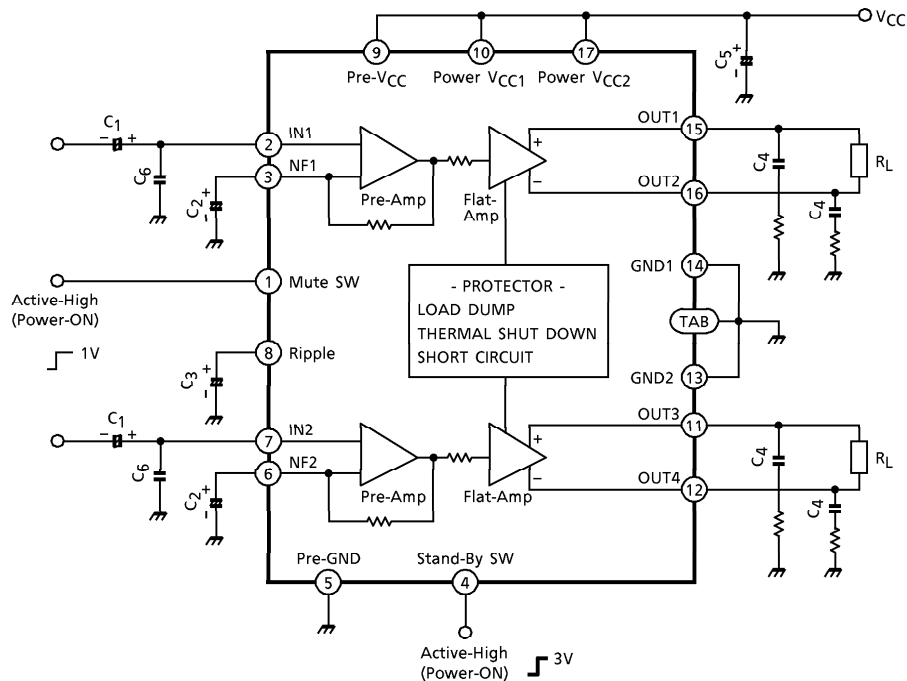 VCC
C5
+
-
9
10
17
Pre-VCC
Power VCC1
Power VCC2
C1
- +
C6
2
IN1
3
NF1
C2
+
-
Pre-Amp
Flat-
Amp
+
-
OUT1
15
OUT2
16
C4
C4
RL
1
Mute SW
Active-High
(Power-ON)
1V
8
Ripple
C3
+
-
- PROTECTOR -
LOAD DUMP
THERMAL SHUT DOWN
SHORT CIRCUIT
GND1
14
TAB
GND2
13
C1
- +
C6
7
IN2
6
NF2
C2
+
-
Pre-Amp
Flat-Amp
+
-
OUT3
11
OUT4
12
C4
C4
RL
Pre-GND
5
Stand-By SW
4
Active-High
(Power-ON)
3V